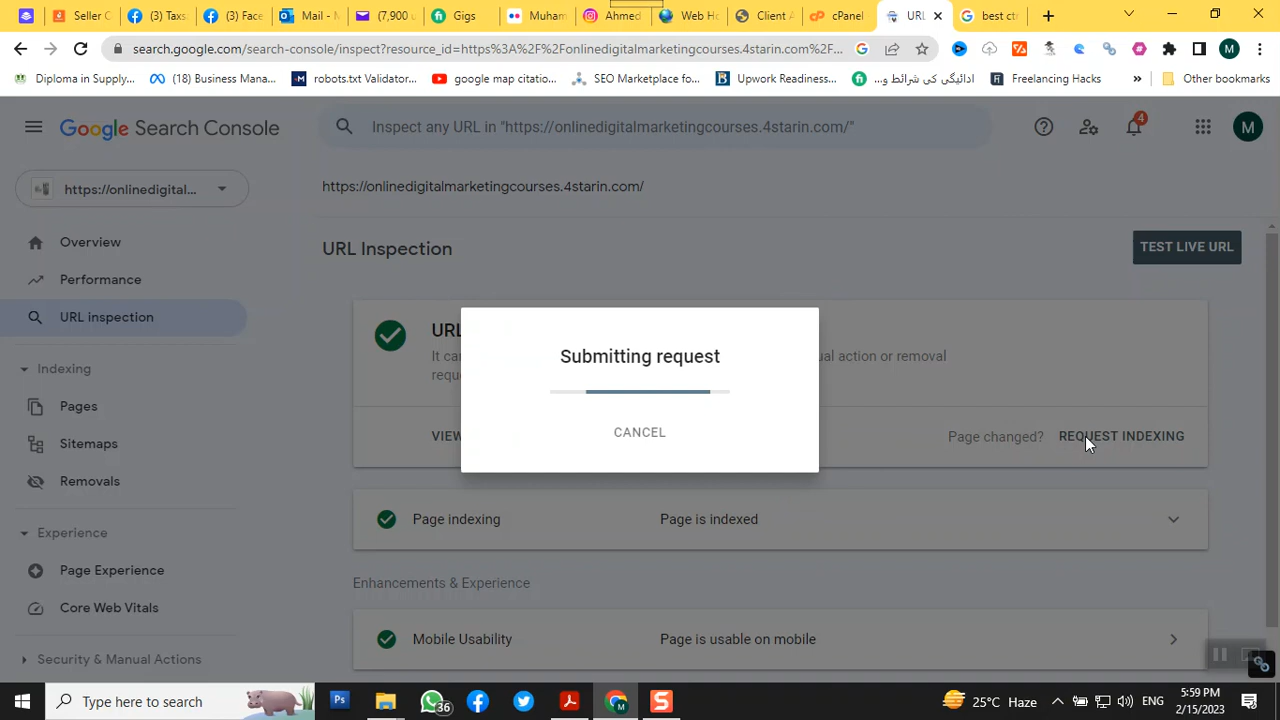 Seller C
(3) Taxs
(3) Face
Mail - M
(7,900 u
Gigs
Muham
Ahmed
Web Ho
Client A
cPanel
URL
best ctr
search.google.com/search-console/inspect?resource_id=https%3A%2F%2Fonlinedigitalmarketingcourses.4starin.com%2F...
M
Diploma in Supply...
(18) Business Mana...
robots.txt Validator...
google map citatio...
SEO Marketplace fo...
Upwork Readiness...
ادائیگی کی شرائط و...
Freelancing Hacks
»
Other bookmarks
Google Search Console
Inspect any URL in "https://onlinedigitalmarketingcourses.4starin.com/"
4
M
https://onlinedigital...
https://onlinedigitalmarketingcourses.4starin.com/
Overview
Performance
URL inspection
Indexing
Pages
Sitemaps
Removals
Experience
Page Experience
Core Web Vitals
Security & Manual Actions
URL Inspection
TEST LIVE URL
URL
It can
ual action or removal
reque
VIEW
Page changed?
REQUEST INDEXING
Submitting request
CANCEL
Page indexing
Page is indexed
Enhancements & Experience
Mobile Usability
Page is usable on mobile
Type here to search
Ps
36
M
S
25°C Haze
ENG
5:59 PM
2/15/2023